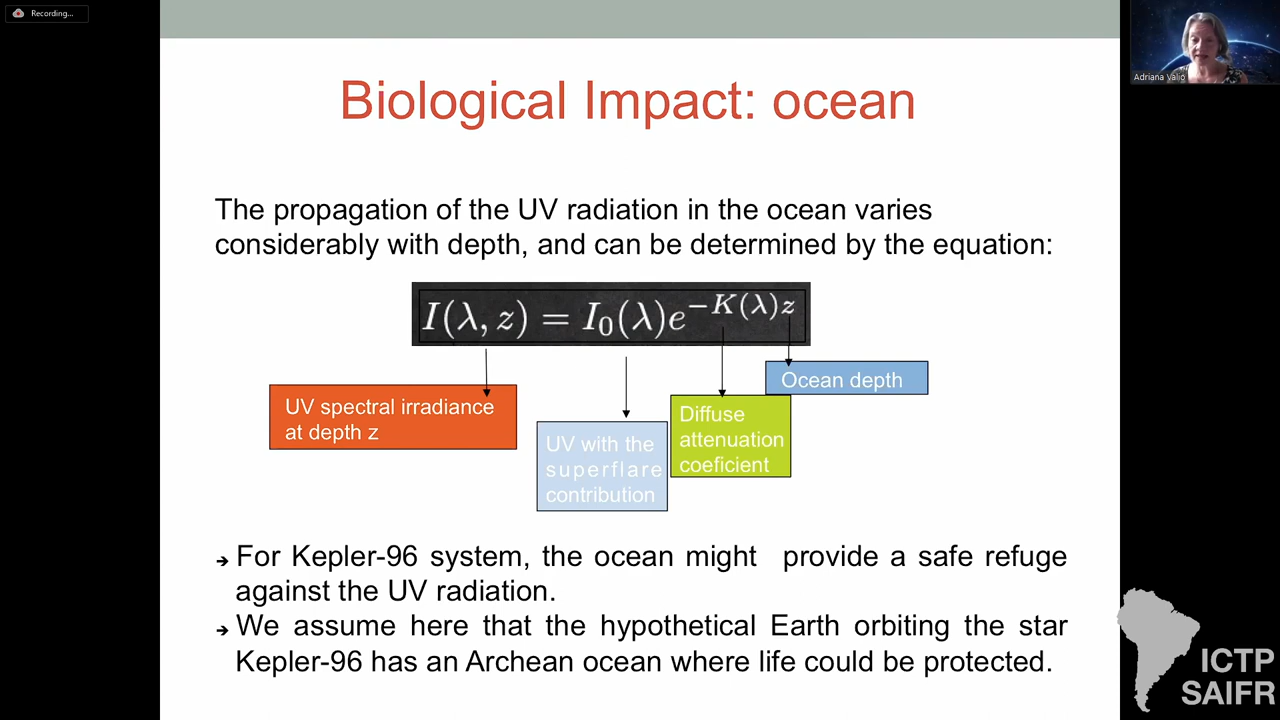 Recording...
Adriana Valio
Biological Impact: ocean
The propagation of the UV radiation in the ocean varies
considerably with depth, and can be determined by the equation:
I(λ, z) = I₀(λ)e^{−K(λ)z}
Ocean depth
UV spectral irradiance
at depth z
Diffuse
attenuation
coeficient
UV with the
superflare
contribution
➔ For Kepler-96 system, the ocean might provide a safe refuge
against the UV radiation.
➔ We assume here that the hypothetical Earth orbiting the star
Kepler-96 has an Archean ocean where life could be protected.
ICTP
SAIFR